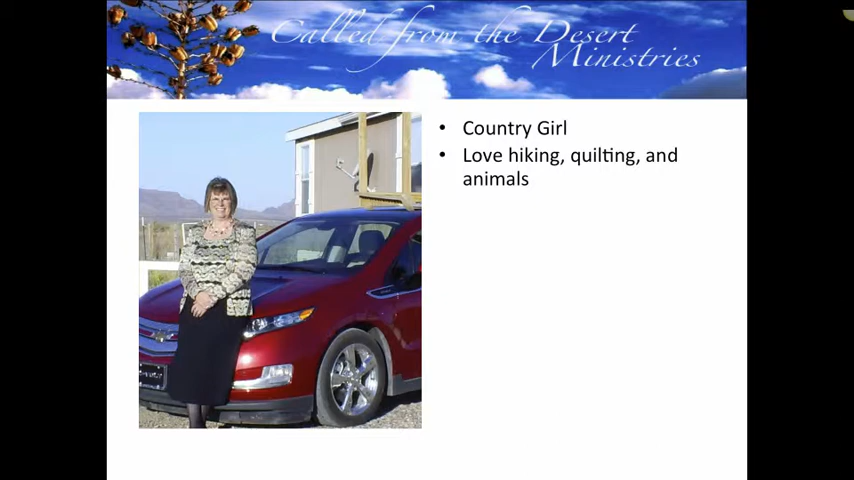 Called from the Desert
Ministries
• Country Girl
• Love hiking, quilting, and
animals